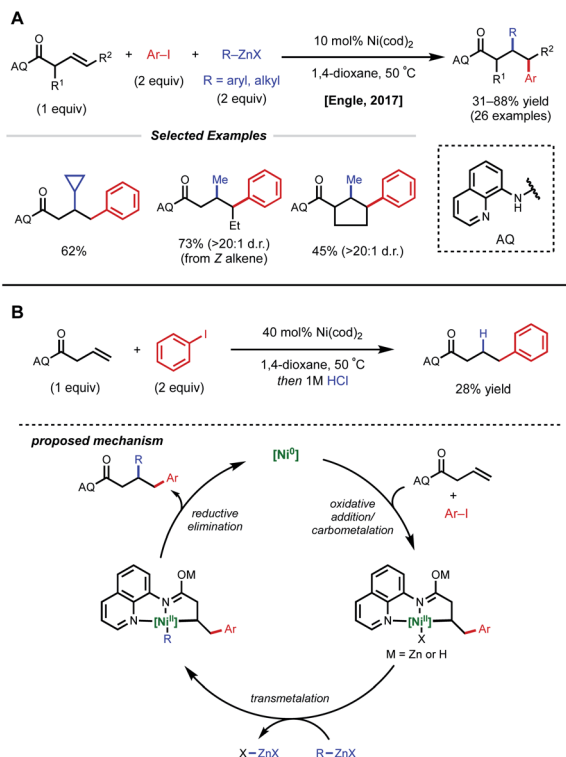 A
O
R²
AQ
R¹
(1 equiv)
+
Ar–I
(2 equiv)
+
R–ZnX
R = aryl, alkyl
(2 equiv)
10 mol% Ni(cod)₂
1,4-dioxane, 50 °C
[Engle, 2017]
O
R
R²
AQ
R¹
Ar
31–88% yield
(26 examples)
Selected Examples
O
AQ
62%
O
Me
AQ
Et
73% (>20:1 d.r.)
(from Z alkene)
O
Me
AQ
45% (>20:1 d.r.)
N
N
H
AQ
B
O
AQ
(1 equiv)
+
I
(2 equiv)
40 mol% Ni(cod)₂
1,4-dioxane, 50 °C
then 1M HCl
O
H
AQ
28% yield
proposed mechanism
O
R
AQ
Ar
[Ni⁰]
O
AQ
+
Ar–I
reductive
elimination
oxidative
addition/
carbometalation
OM
N
N
[Niᴵᴵ]
Ar
R
OM
N
N
[Niᴵᴵ]
Ar
X
M = Zn or H
transmetalation
X–ZnX
R–ZnX